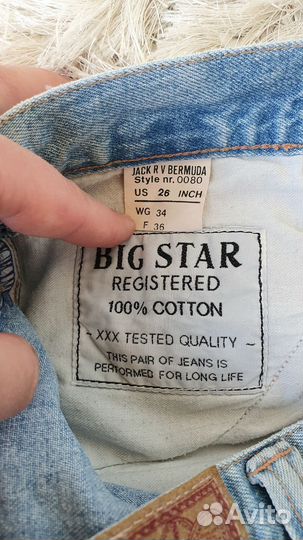 JACK R V BERMUDA
Style nr.0080
US 26 INCH
WG 34
F 36
BIG STAR
REGISTERED
100% COTTON
- XXX TESTED QUALITY -
THIS PAIR OF JEANS IS
PERFORMED FOR LONG LIFE
Avito